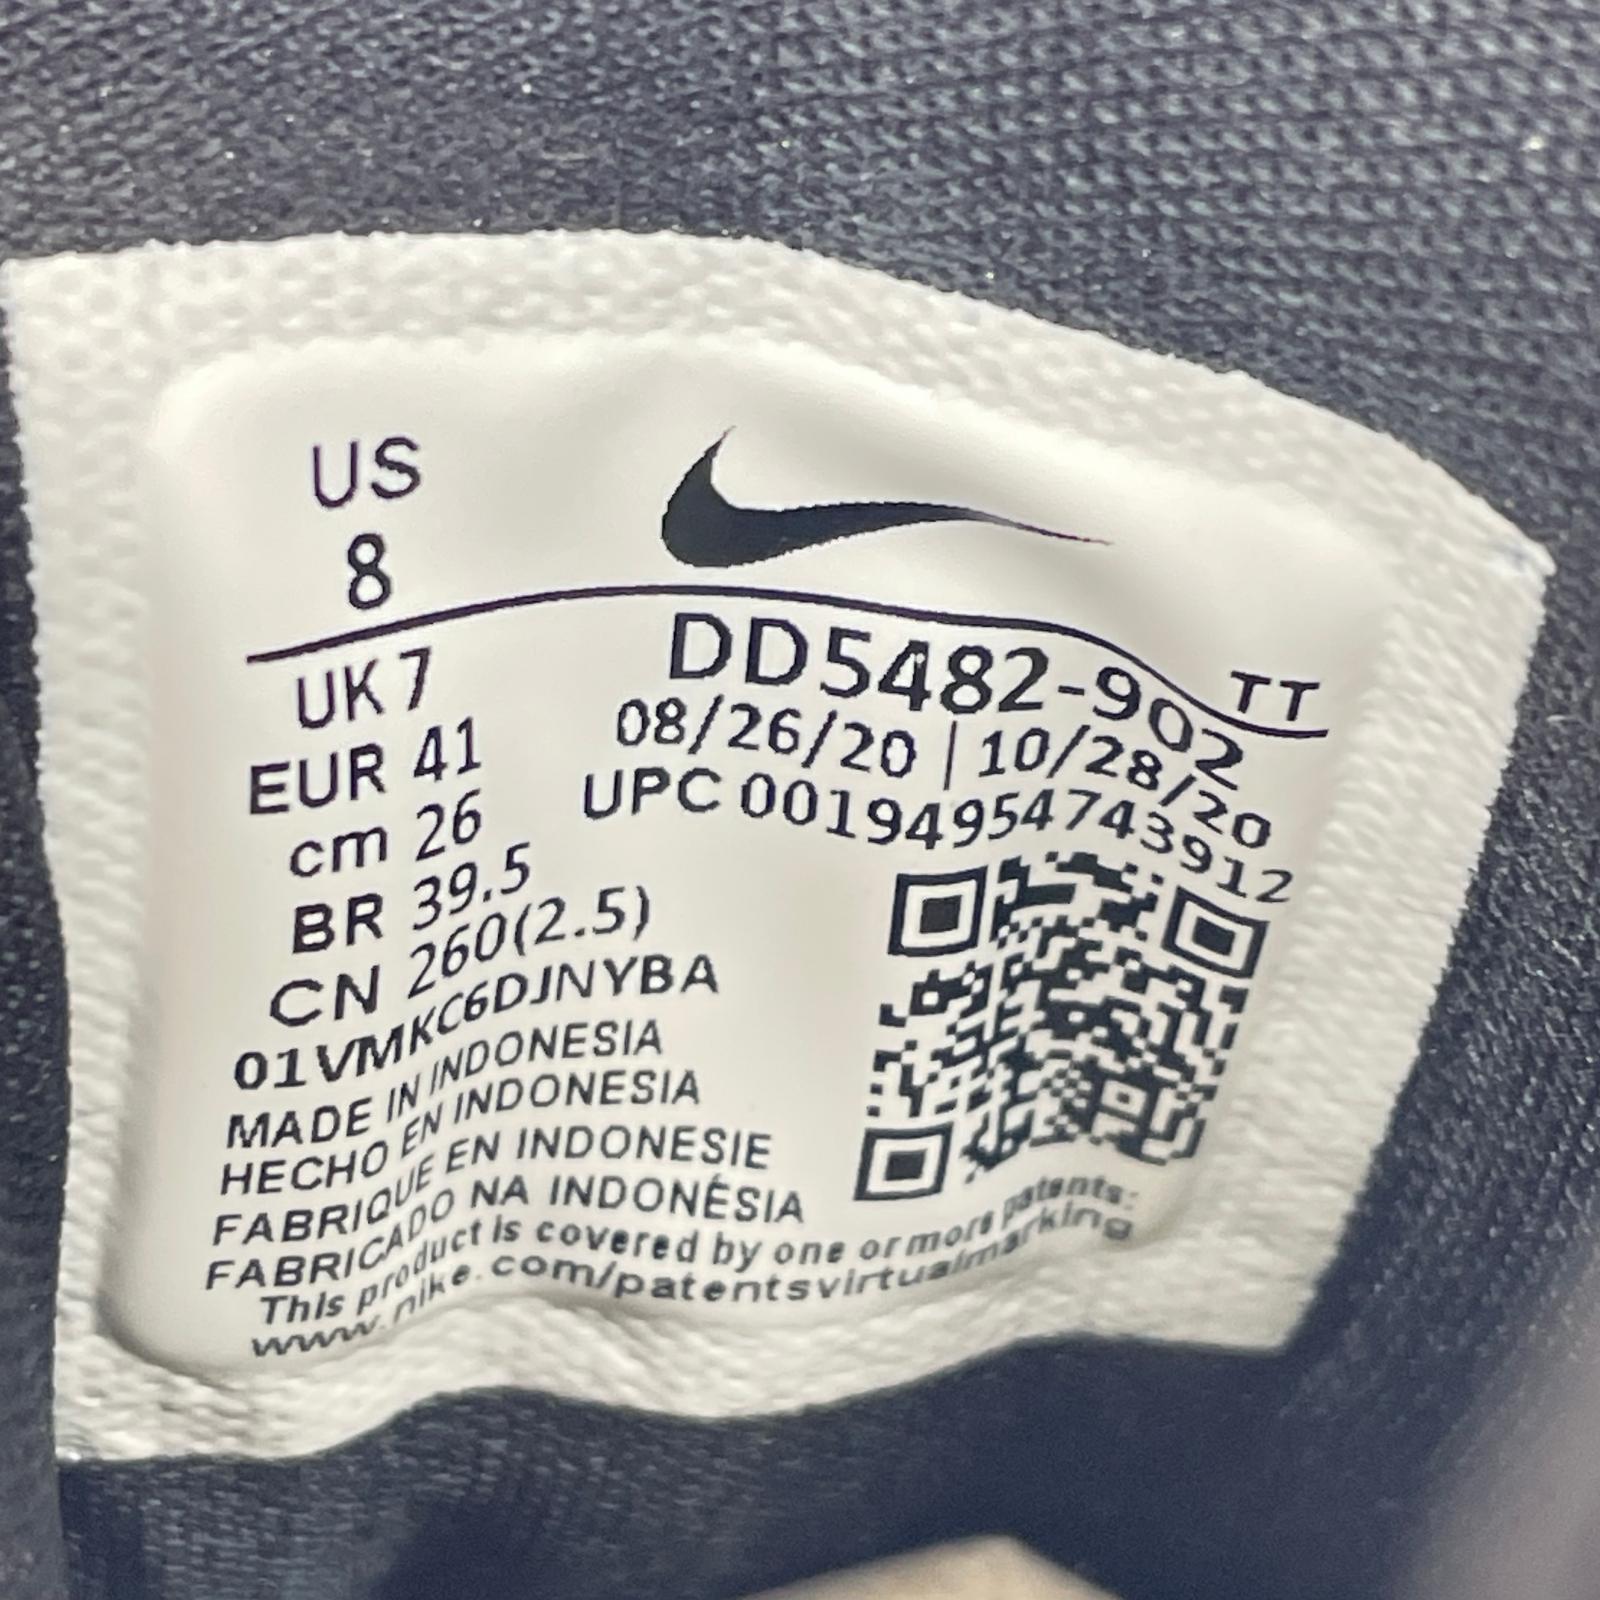 US
8
UK 7
EUR 41
cm 26
BR 39.5
CN 260(2.5)
TT
DD5482-902
08/26/20 | 10/28/20
UPC 00194954743912
01VMKC6DJNYBA
MADE IN INDONESIA
HECHO EN INDONESIA
FABRIQUE EN INDONESIE
FABRICADO NA INDONÉSIA
This product is covered by one or more patents:
www.nike.com/patentsvirtualmarking